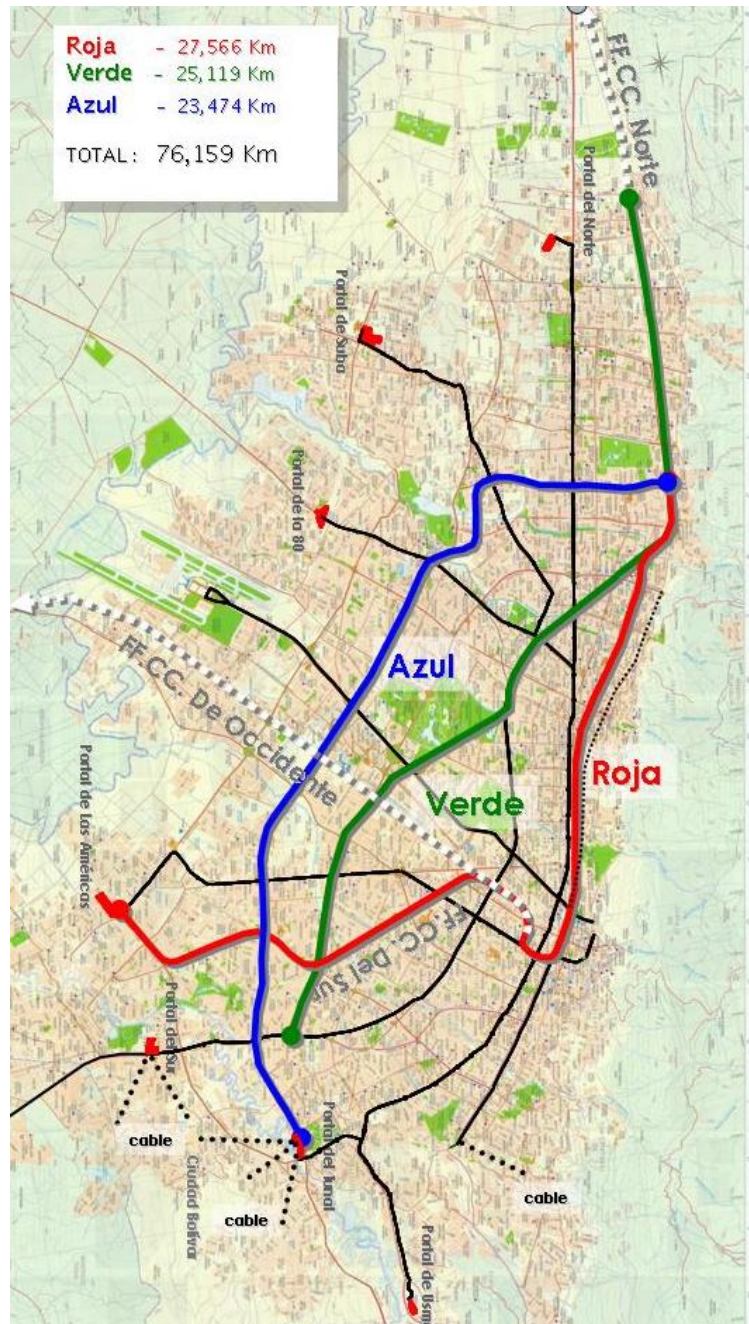 Roja - 27,566 Km
Verde - 25,119 Km
Azul - 23,474 Km
TOTAL: 76,159 Km
FF.CC. Norte
Portal del Norte
Portal de Suba
Portal de la 80
Azul
FF.CC. De Occidente
Roja
Verde
Portal de Las Américas
FF.CC. Del Sur
Portal del Sur
cable
Ciudad Bolívar
Portal del Tunal
cable
cable
Portal de Usm